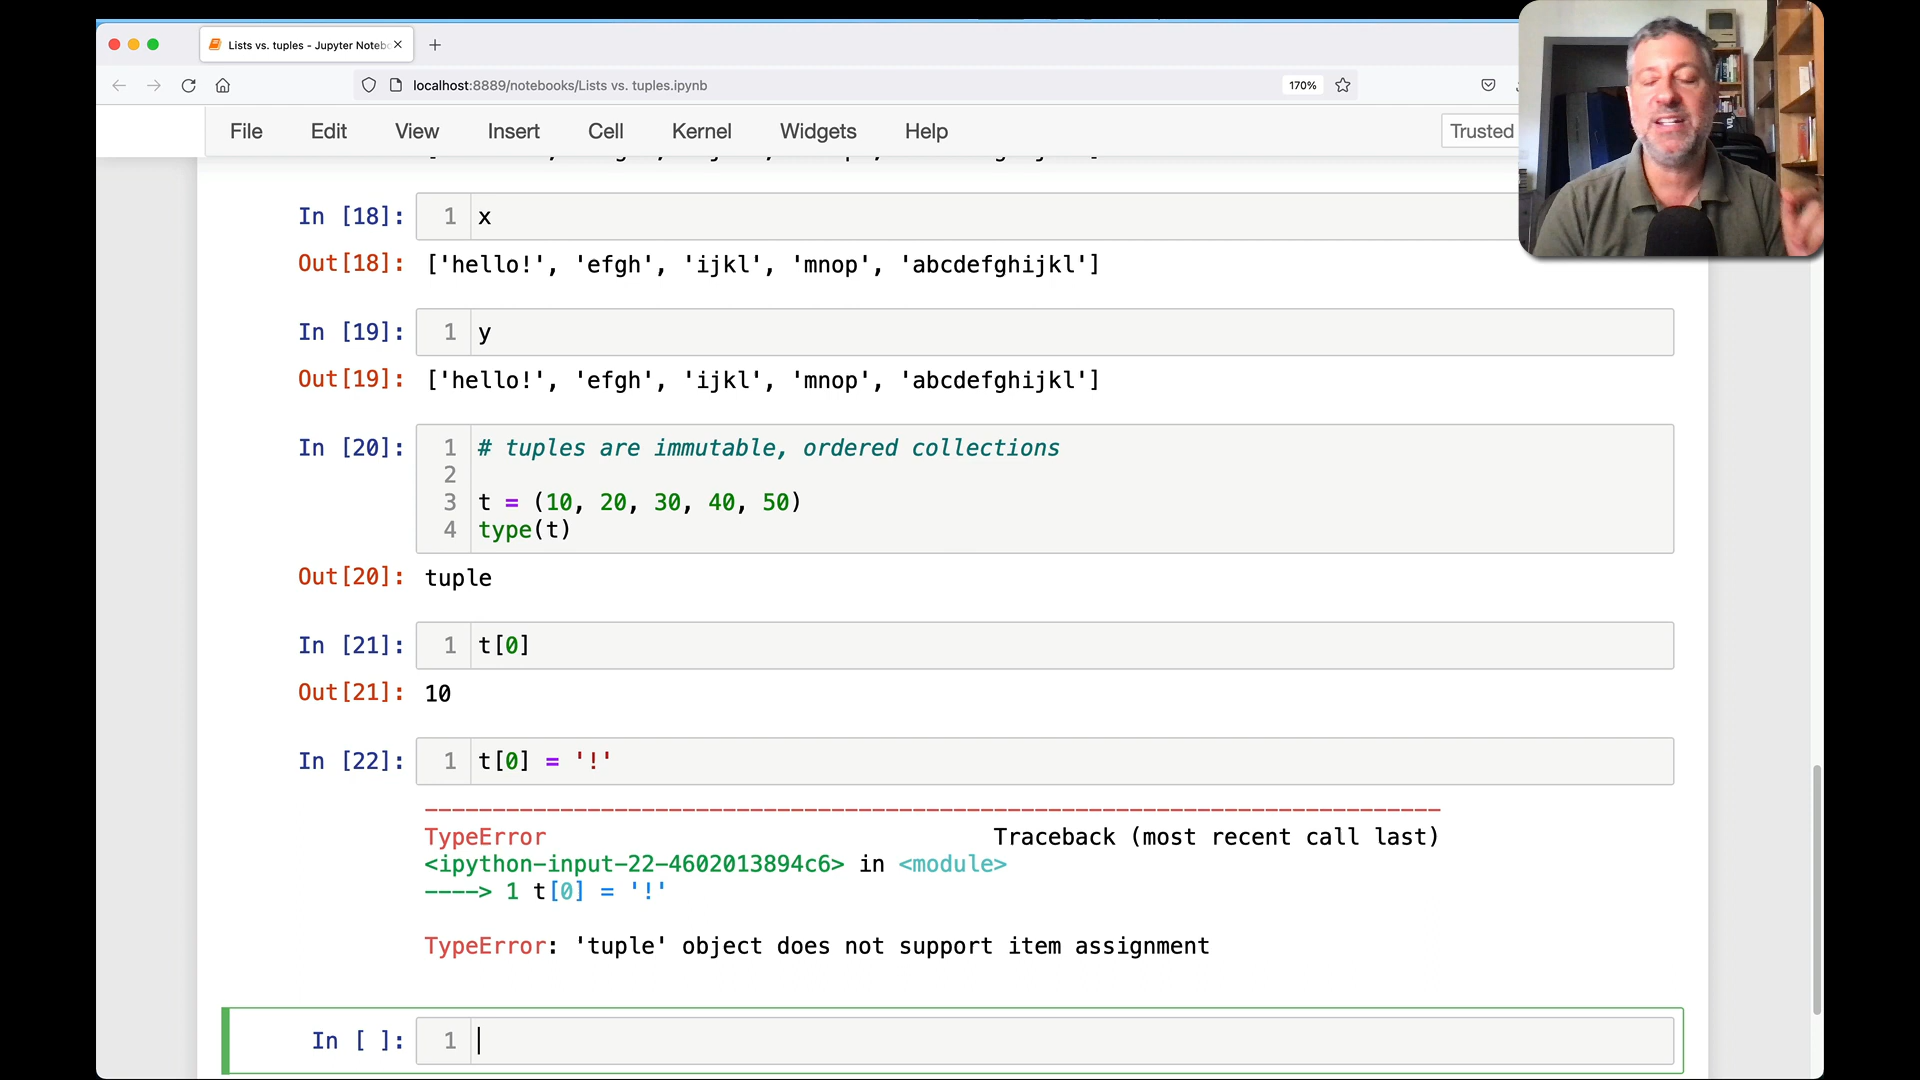 Lists vs. tuples - Jupyter Noteb
localhost:8889/notebooks/Lists vs. tuples.ipynb
170%
File Edit View Insert Cell Kernel Widgets Help
Trusted
In [18]: 1 x
Out[18]: ['hello!', 'efgh', 'ijkl', 'mnop', 'abcdefghijkl']
In [19]: 1 y
Out[19]: ['hello!', 'efgh', 'ijkl', 'mnop', 'abcdefghijkl']
In [20]: 1 # tuples are immutable, ordered collections
2
3 t = (10, 20, 30, 40, 50)
4 type(t)
Out[20]: tuple
In [21]: 1 t[0]
Out[21]: 10
In [22]: 1 t[0] = '!'
---------------------------------------------------------------------------
TypeError Traceback (most recent call last)
<ipython-input-22-4602013894c6> in <module>
----> 1 t[0] = '!'
TypeError: 'tuple' object does not support item assignment
In [ ]: 1